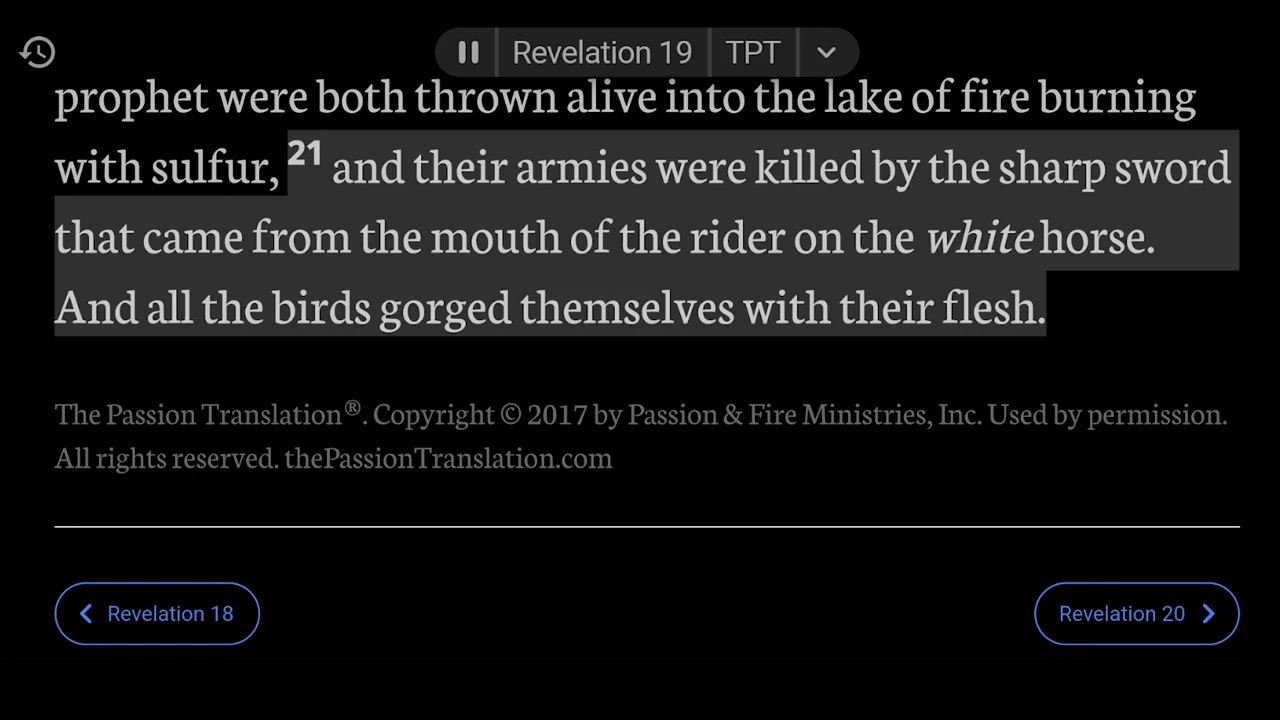 Revelation 19 TPT
prophet were both thrown alive into the lake of fire burning
with sulfur, 21 and their armies were killed by the sharp sword
that came from the mouth of the rider on the white horse.
And all the birds gorged themselves with their flesh.
The Passion Translation®. Copyright © 2017 by Passion & Fire Ministries, Inc. Used by permission.
All rights reserved. thePassionTranslation.com
Revelation 18
Revelation 20